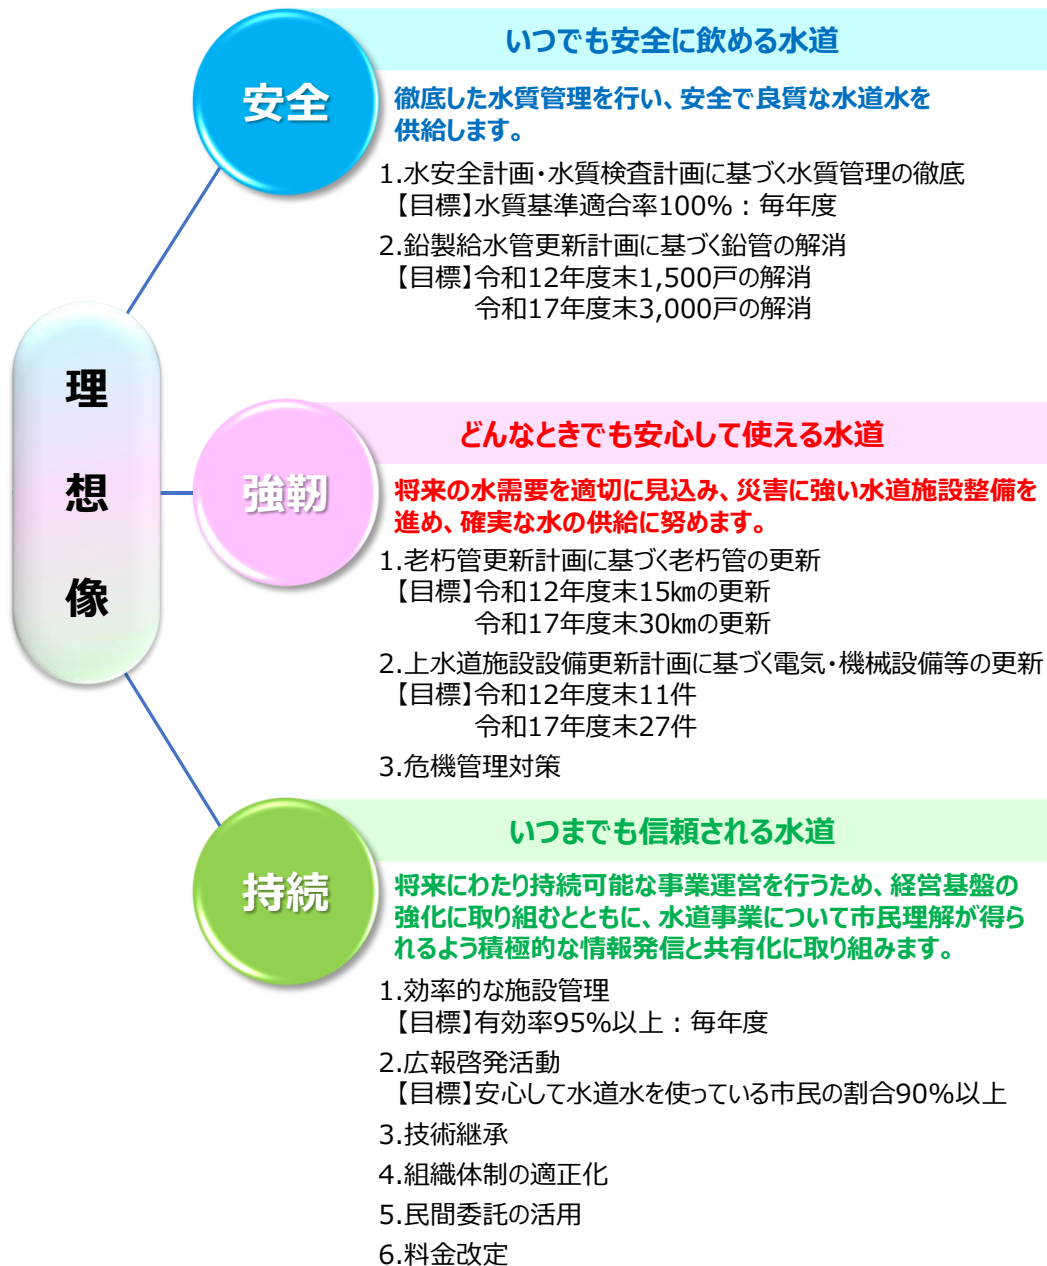 理
想
像
安全
いつでも安全に飲める水道
徹底した水質管理を行い、安全で良質な水道水を
供給します。
1.水安全計画・水質検査計画に基づく水質管理の徹底
【目標】水質基準適合率100%：毎年度
2.鉛製給水管更新計画に基づく鉛管の解消
【目標】令和12年度末1,500戸の解消
令和17年度末3,000戸の解消
強靭
どんなときでも安心して使える水道
将来の水需要を適切に見込み、災害に強い水道施設整備を
進め、確実な水の供給に努めます。
1.老朽管更新計画に基づく老朽管の更新
【目標】令和12年度末15㎞の更新
令和17年度末30㎞の更新
2.上水道施設設備更新計画に基づく電気・機械設備等の更新
【目標】令和12年度末11件
令和17年度末27件
3.危機管理対策
持続
いつまでも信頼される水道
将来にわたり持続可能な事業運営を行うため、経営基盤の
強化に取り組むとともに、水道事業について市民理解が得ら
れるよう積極的な情報発信と共有化に取り組みます。
1.効率的な施設管理
【目標】有効率95%以上：毎年度
2.広報啓発活動
【目標】安心して水道水を使っている市民の割合90%以上
3.技術継承
4.組織体制の適正化
5.民間委託の活用
6.料金改定